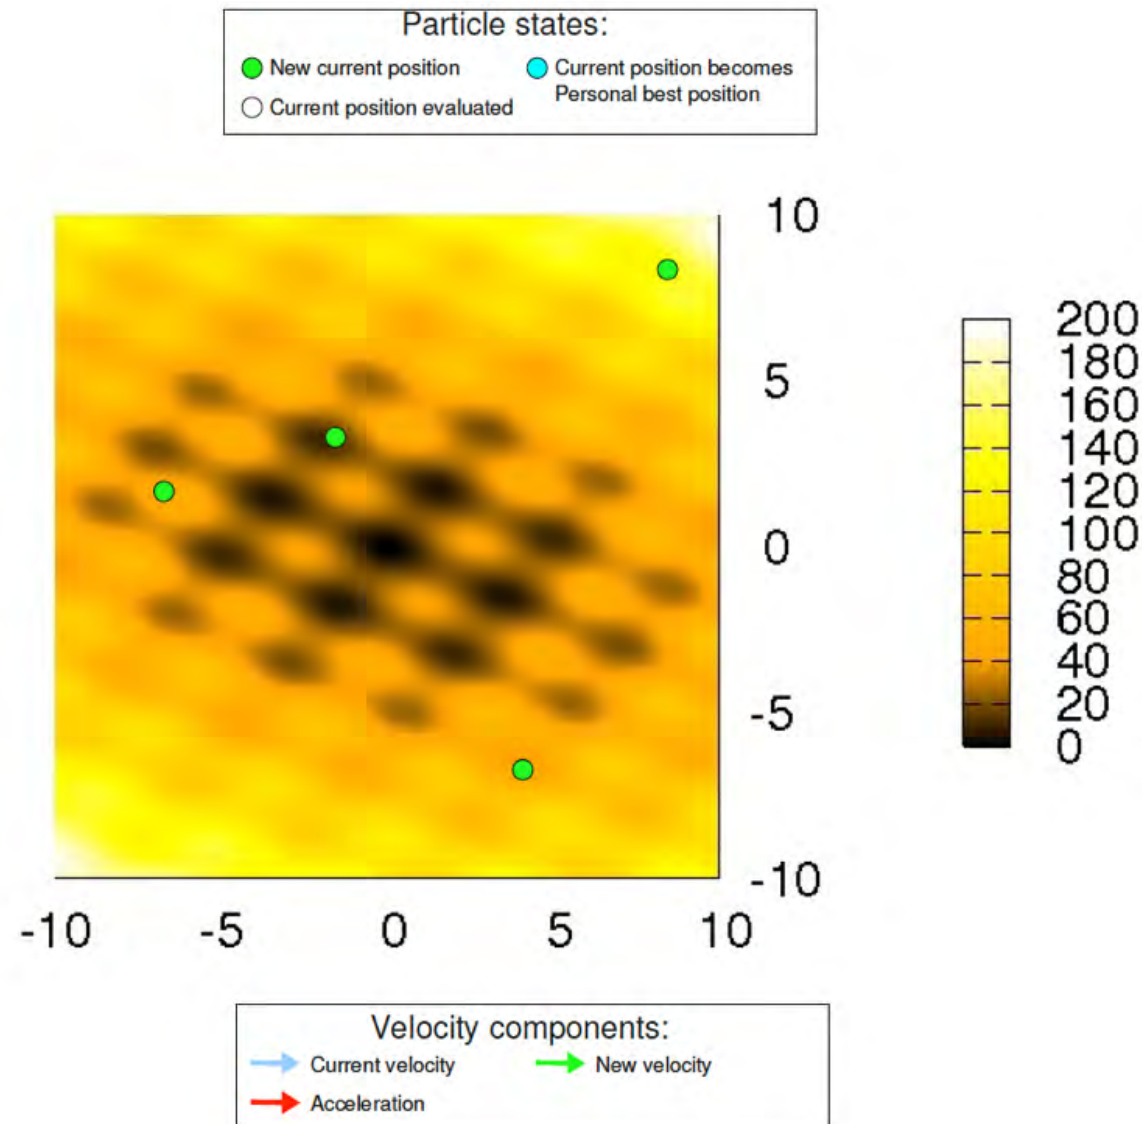 Particle states:
New current position
Current position becomes
Personal best position
Current position evaluated
10
5
0
-5
-10
-10 -5 0 5 10
200
180
160
140
120
100
80
60
40
20
0
Velocity components:
Current velocity
New velocity
Acceleration